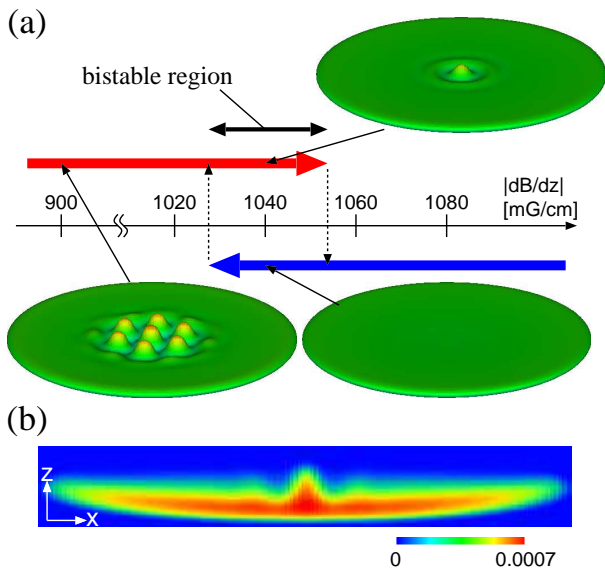 (a)
bistable region
|dB/dz|
[mG/cm]
900 1020 1040 1060 1080
(b)
z
x
0 0.0007